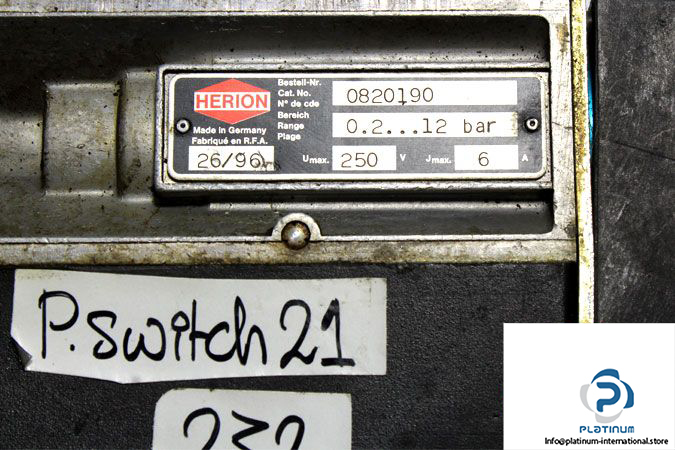 HERION
Made in Germany
Fabriqué en R.F.A.
26/96
Bestell-Nr.
Cat. No.
N° de cde
0820190
Bereich
Range
Plage
0.2...12 bar
Umax. 250 V Jmax. 6 A
P. Switch 21
232
PLATINUM
Info@platinum-international.store